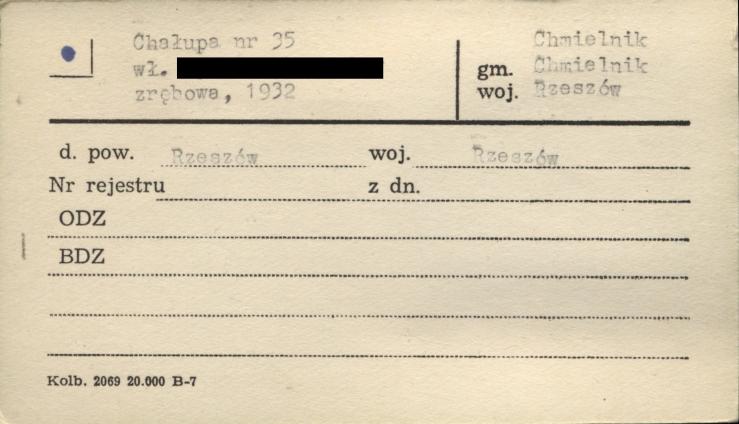 Chałupa nr 35
wł.
zrębowa, 1932
Chmielnik
gm. Chmielnik
woj. Rzeszów
d. pow. Rzeszów woj. Rzeszów
Nr rejestru z dn.
ODZ
BDZ
Kolb. 2069 20.000 B-7